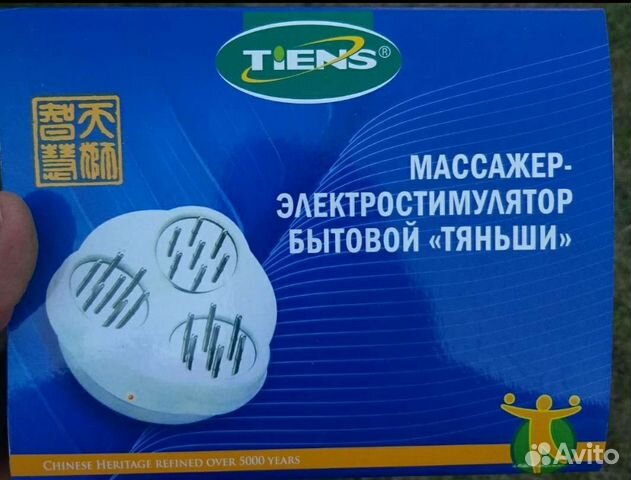 TIENS®
天獅
智慧
МАССАЖЕР-
ЭЛЕКТРОСТИМУЛЯТОР
БЫТОВОЙ «ТЯНЬШИ»
CHINESE HERITAGE REFINED OVER 5000 YEARS
Avito